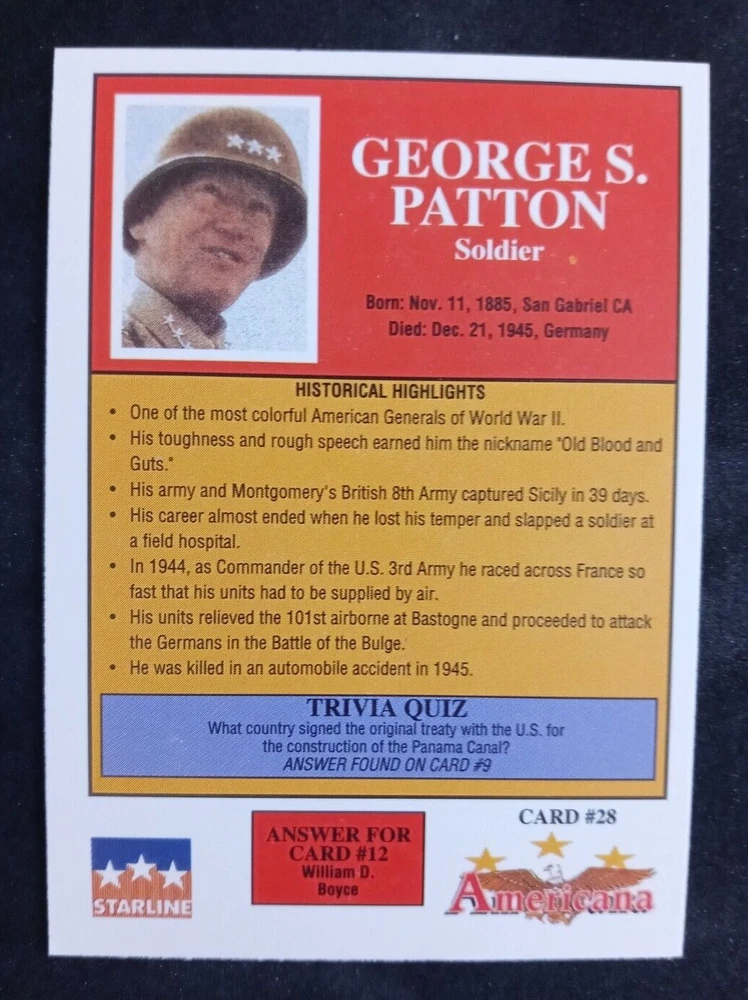 GEORGE S.
PATTON
Soldier
Born: Nov. 11, 1885, San Gabriel CA
Died: Dec. 21, 1945, Germany
HISTORICAL HIGHLIGHTS
• One of the most colorful American Generals of World War II.
• His toughness and rough speech earned him the nickname "Old Blood and
Guts."
• His army and Montgomery's British 8th Army captured Sicily in 39 days.
• His career almost ended when he lost his temper and slapped a soldier at
a field hospital.
• In 1944, as Commander of the U.S. 3rd Army he raced across France so
fast that his units had to be supplied by air.
• His units relieved the 101st airborne at Bastogne and proceeded to attack
the Germans in the Battle of the Bulge.
• He was killed in an automobile accident in 1945.
TRIVIA QUIZ
What country signed the original treaty with the U.S. for
the construction of the Panama Canal?
ANSWER FOUND ON CARD #9
ANSWER FOR
CARD #12
William D.
Boyce
CARD #28
STARLINE
Americana